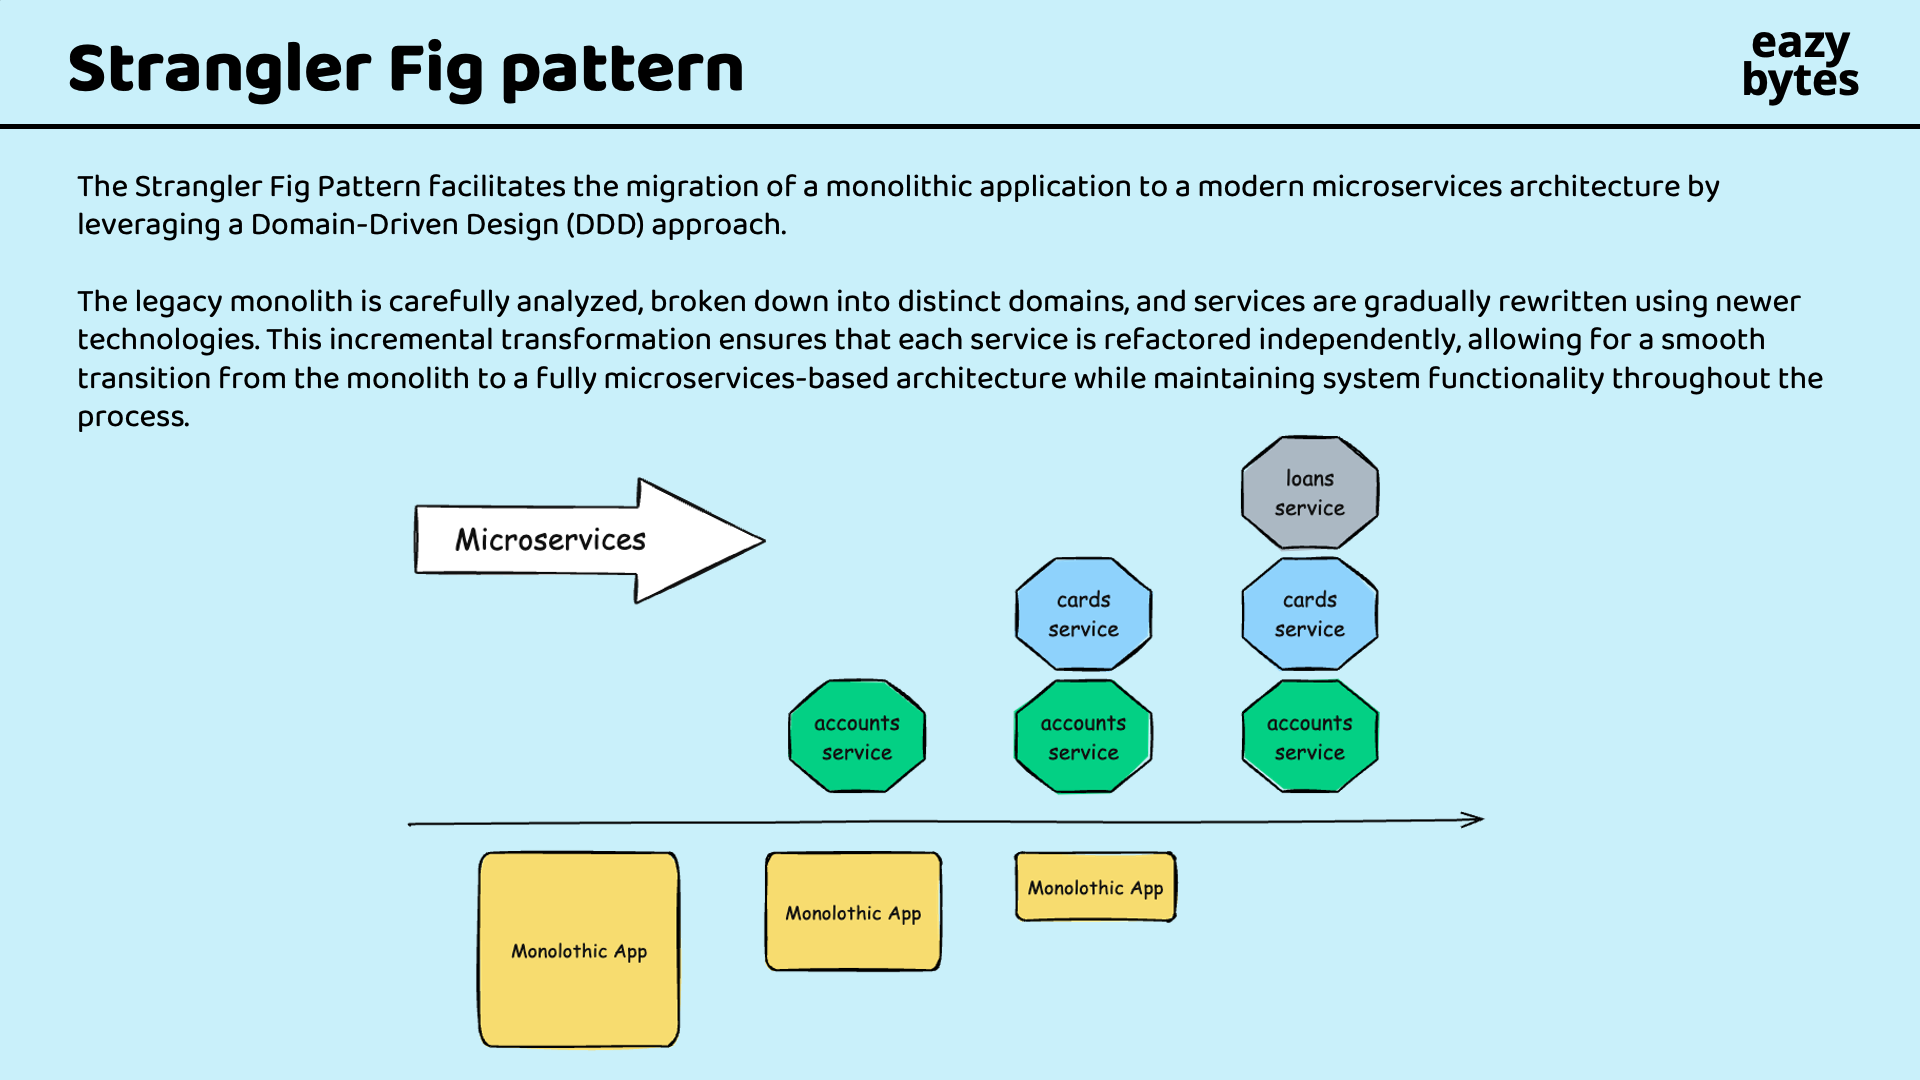 Strangler Fig pattern
eazy
bytes
The Strangler Fig Pattern facilitates the migration of a monolithic application to a modern microservices architecture by
leveraging a Domain-Driven Design (DDD) approach.
The legacy monolith is carefully analyzed, broken down into distinct domains, and services are gradually rewritten using newer
technologies. This incremental transformation ensures that each service is refactored independently, allowing for a smooth
transition from the monolith to a fully microservices-based architecture while maintaining system functionality throughout the
process.
Microservices
loans
service
cards
service
cards
service
accounts
service
accounts
service
accounts
service
Monolothic App
Monolothic App
Monolothic App